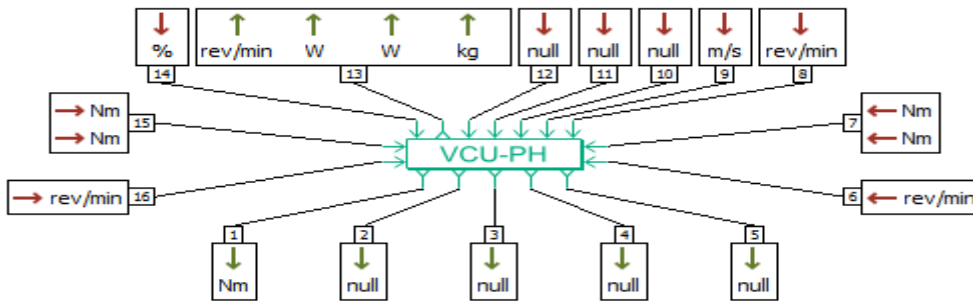 % rev/min W W kg null null null m/s rev/min
14 13 12 11 10 9 8
Nm 15 7 Nm
Nm Nm
VCU-PH
rev/min 16 6 rev/min
1 2 3 4 5
Nm null null null null